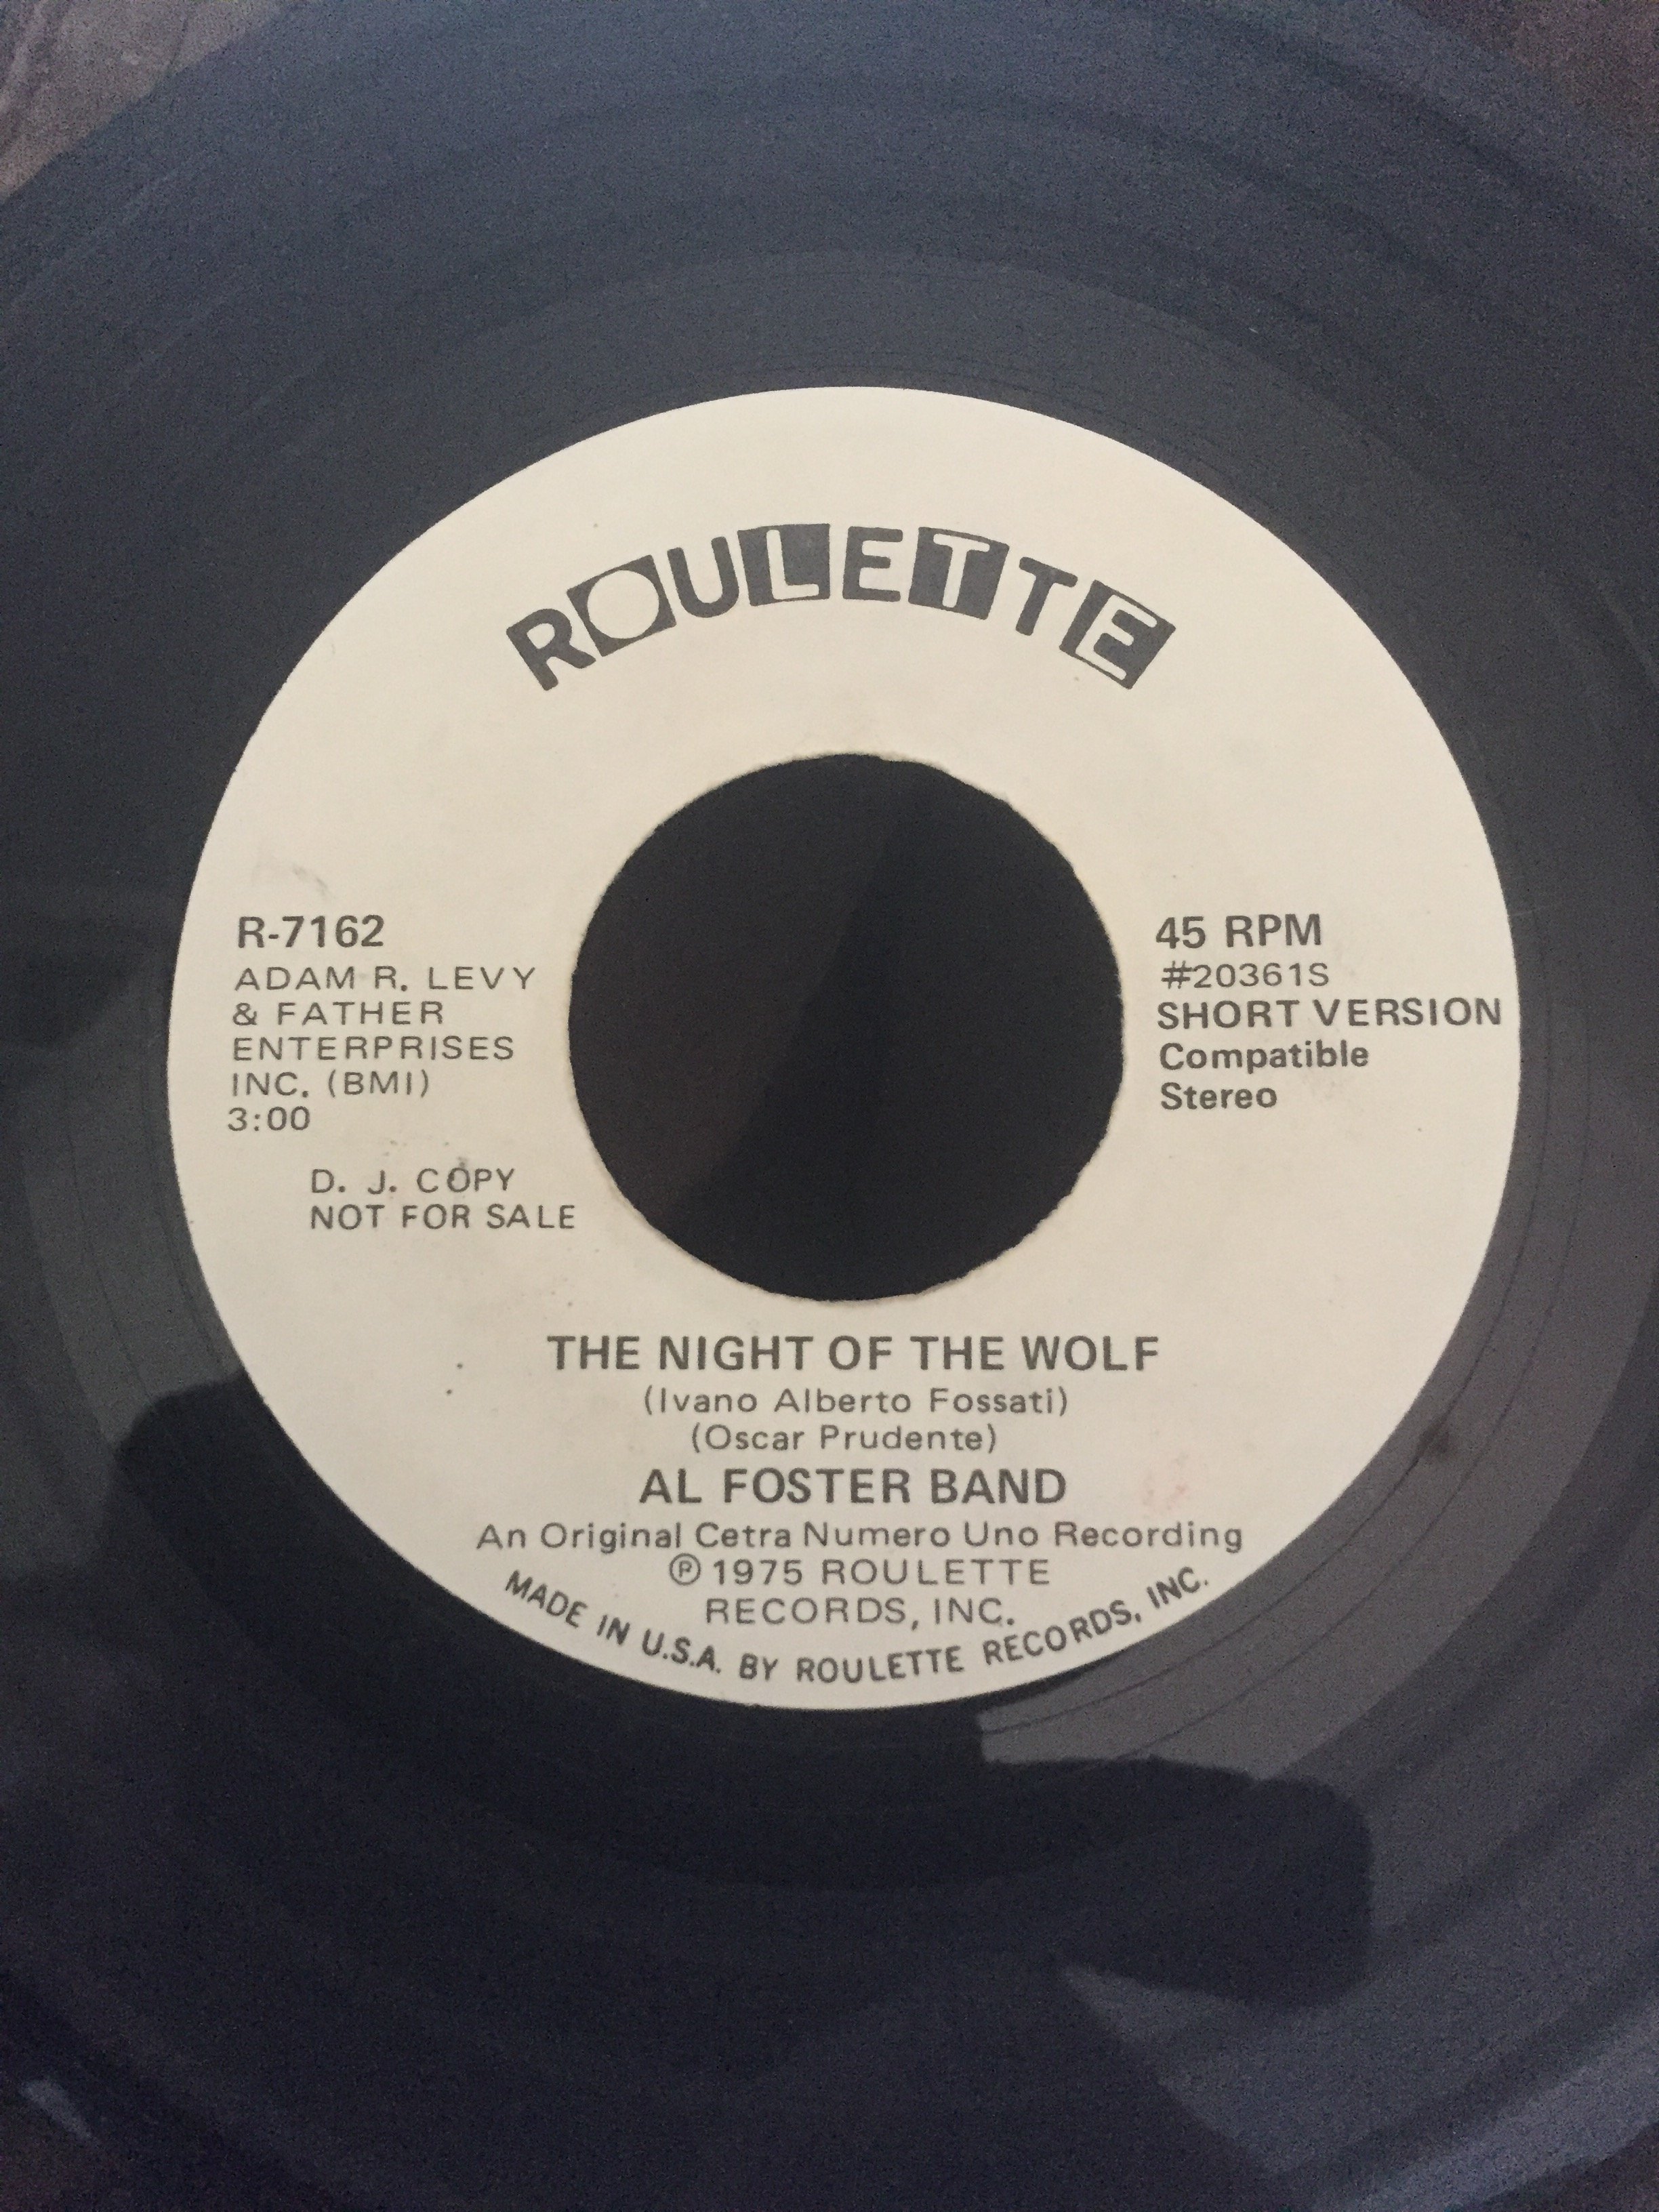 ROULETTE
R-7162
ADAM R. LEVY
& FATHER
ENTERPRISES
INC. (BMI)
3:00
D. J. COPY
NOT FOR SALE
45 RPM
#20361S
SHORT VERSION
Compatible
Stereo
THE NIGHT OF THE WOLF
(Ivano Alberto Fossati)
(Oscar Prudente)
AL FOSTER BAND
An Original Cetra Numero Uno Recording
℗ 1975 ROULETTE
RECORDS, INC.
MADE IN U.S.A. BY ROULETTE RECORDS, INC.